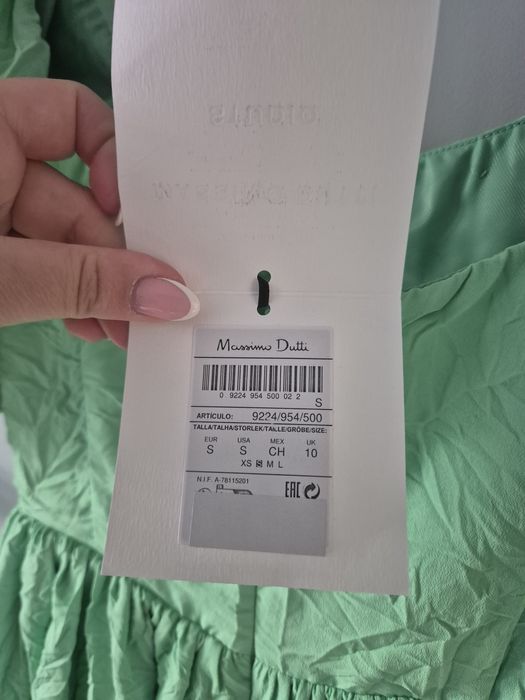 Massimo Dutti
0 9224 954 500 02 2
S
ARTÍCULO: 9224/954/500
TALLA/TALHA/STORLEK/TAILLE/GRÖBE/SIZE:
EUR USA MEX UK
S S CH 10
XS S M L
N.I.F. A-78115201
EAC